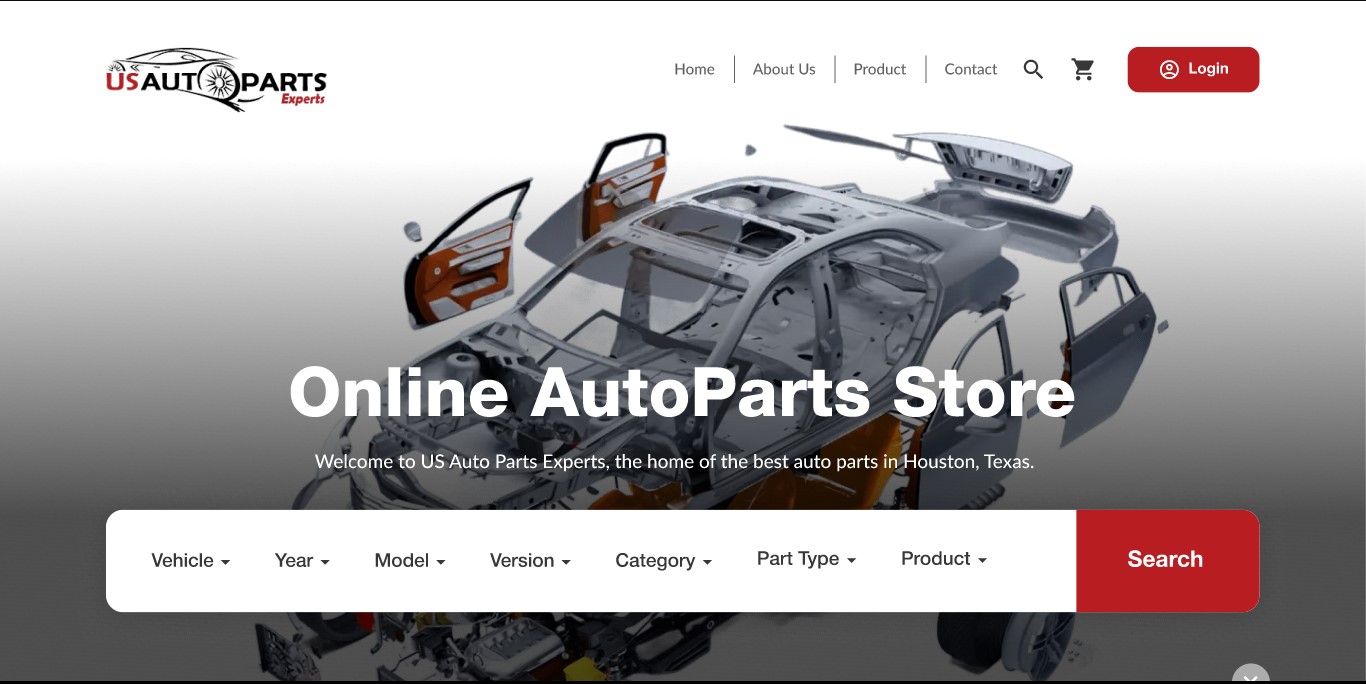 US AUTO PARTS
Experts
Home
About Us
Product
Contact
Login
Online AutoParts Store
Welcome to US Auto Parts Experts, the home of the best auto parts in Houston, Texas.
Vehicle
Year
Model
Version
Category
Part Type
Product
Search